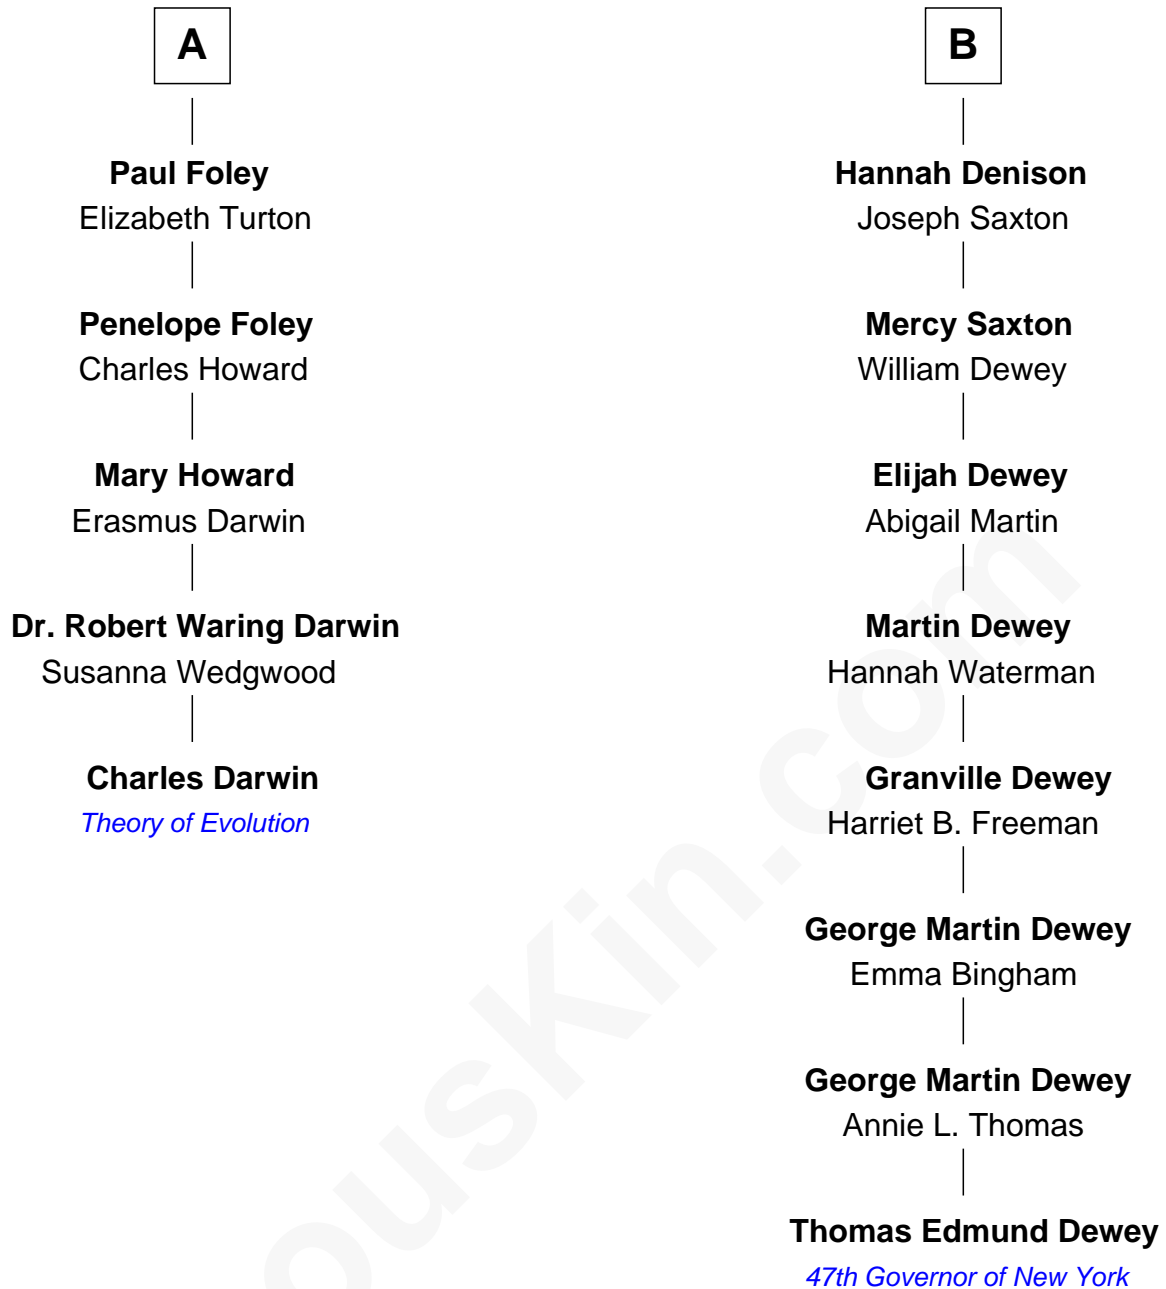 A
Paul Foley
Elizabeth Turton
Penelope Foley
Charles Howard
Mary Howard
Erasmus Darwin
Dr. Robert Waring Darwin
Susanna Wedgwood
Charles Darwin
Theory of Evolution
B
Hannah Denison
Joseph Saxton
Mercy Saxton
William Dewey
Elijah Dewey
Abigail Martin
Martin Dewey
Hannah Waterman
Granville Dewey
Harriet B. Freeman
George Martin Dewey
Emma Bingham
George Martin Dewey
Annie L. Thomas
Thomas Edmund Dewey
47th Governor of New York
ousKin.com